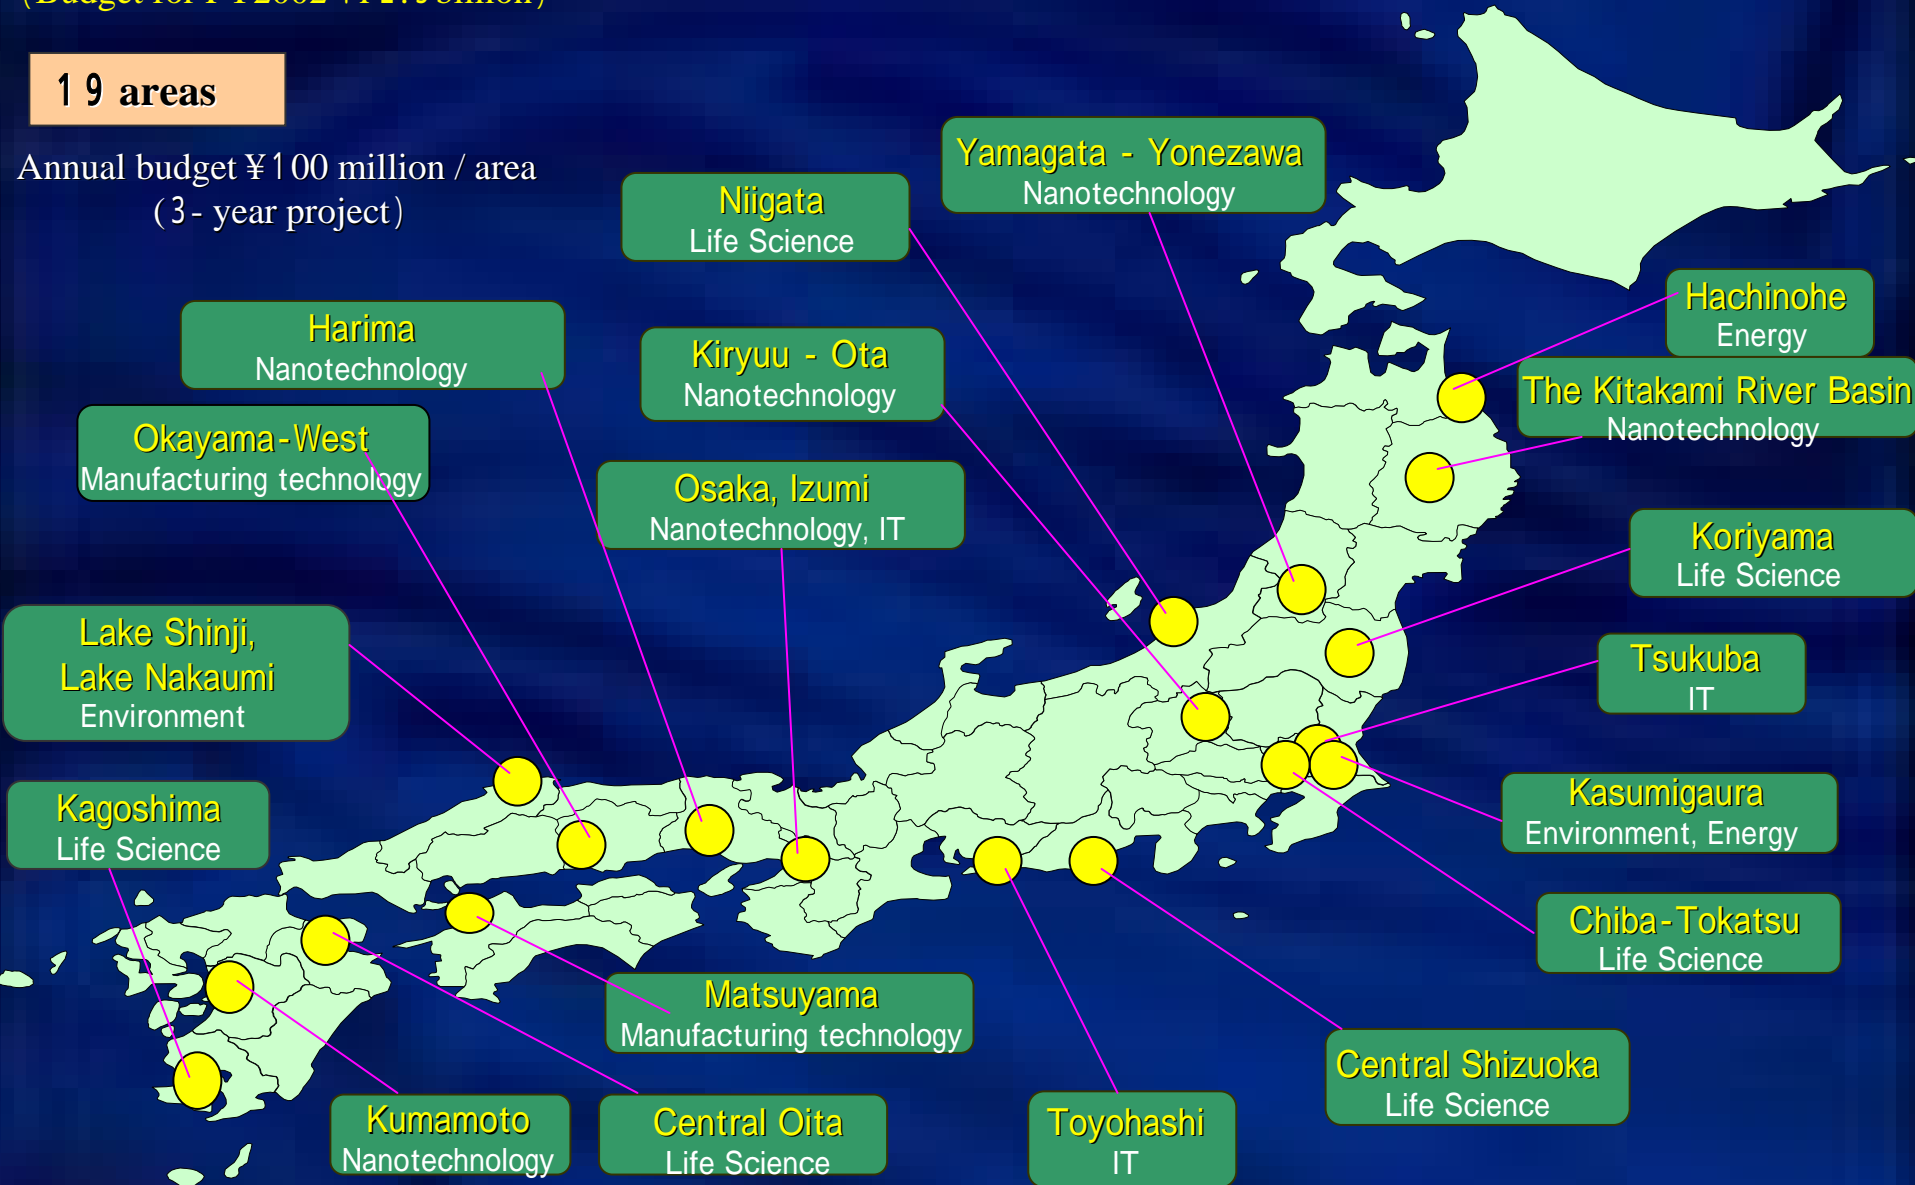 (Budget for FY2002
19 areas
Annual budget ¥100 million / area
(3- year project)
Yamagata - Yonezawa
Nanotechnology
Niigata
Life Science
Hachinohe
Energy
Harima
Nanotechnology
Kiryuu - Ota
Nanotechnology
The Kitakami River Basin
Nanotechnology
Okayama-West
Manufacturing technology
Osaka, Izumi
Nanotechnology, IT
Koriyama
Life Science
Lake Shinji,
Lake Nakaumi
Environment
Tsukuba
IT
Kagoshima
Life Science
Kasumigaura
Environment, Energy
Chiba-Tokatsu
Life Science
Matsuyama
Manufacturing technology
Central Shizuoka
Life Science
Kumamoto
Nanotechnology
Central Oita
Life Science
Toyohashi
IT